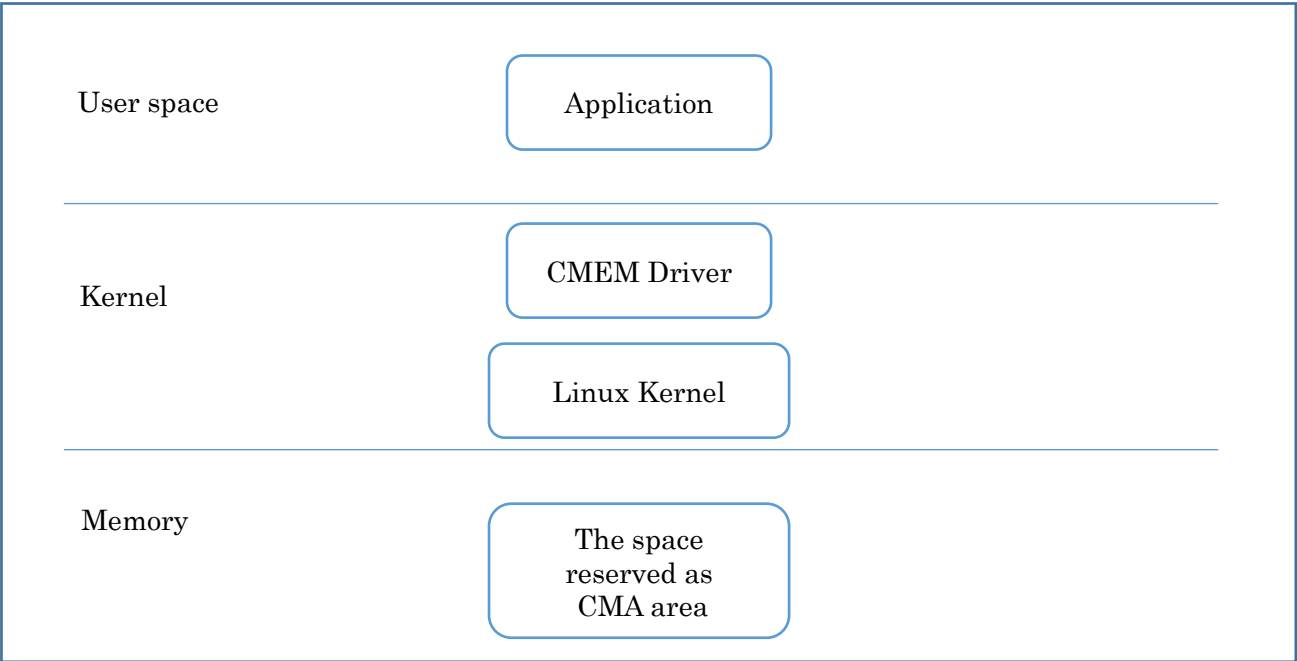 User space
Application
CMEM Driver
Kernel
Linux Kernel
Memory
The space
reserved as
CMA area